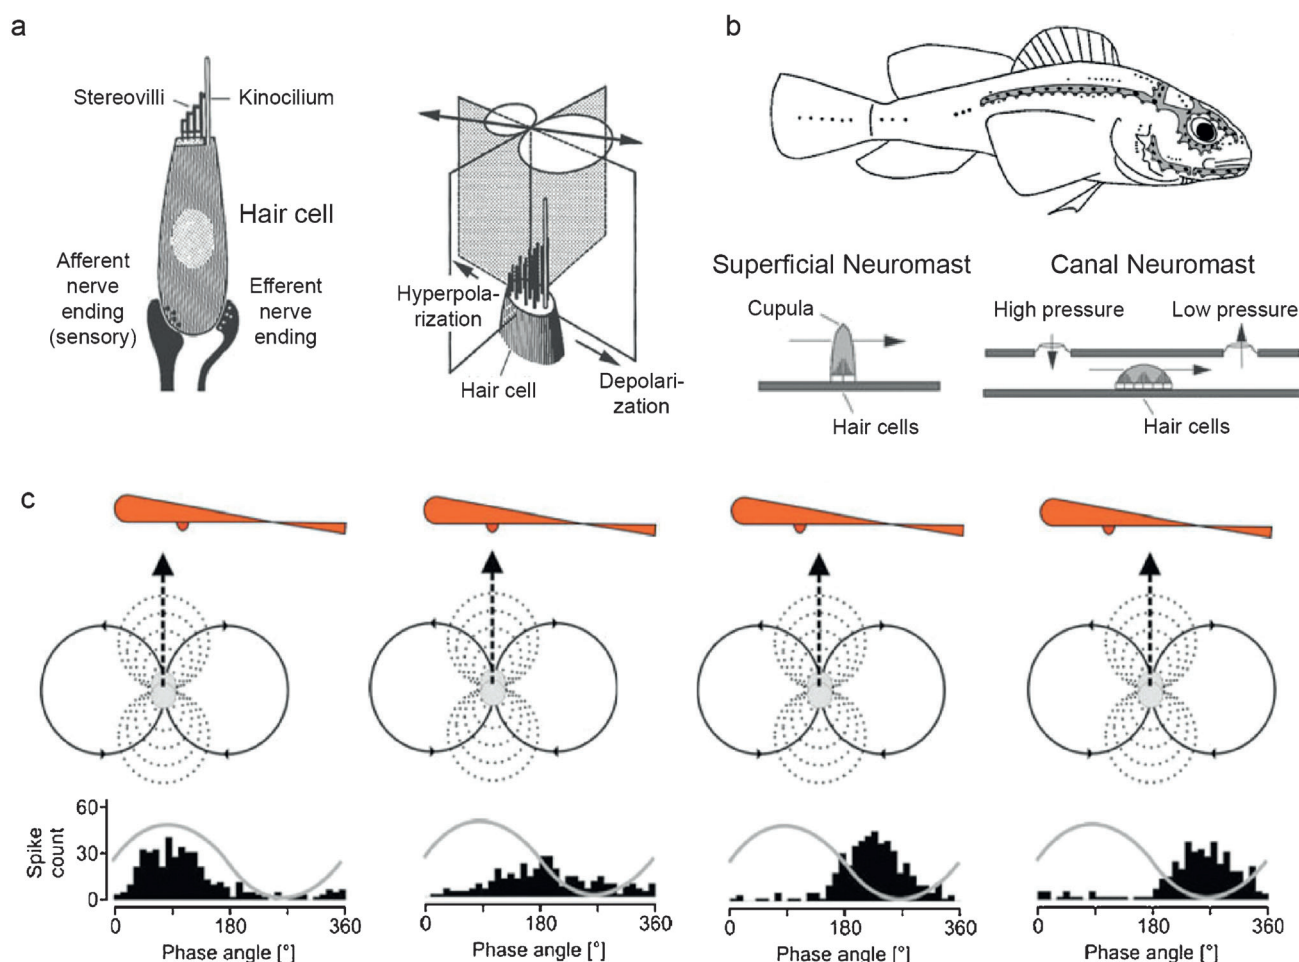 a
Stereovilli
Kinocilium
Hair cell
Afferent
nerve
ending
(sensory)
Efferent
nerve
ending
Hyperpola-
rization
Hair cell
Depolari-
zation
b
Superficial Neuromast
Canal Neuromast
Cupula
High pressure
Low pressure
Hair cells
Hair cells
c
Spike
count
60
30
0
0 180 360
Phase angle [°]
0 180 360
Phase angle [°]
0 180 360
Phase angle [°]
0 180 360
Phase angle [°]